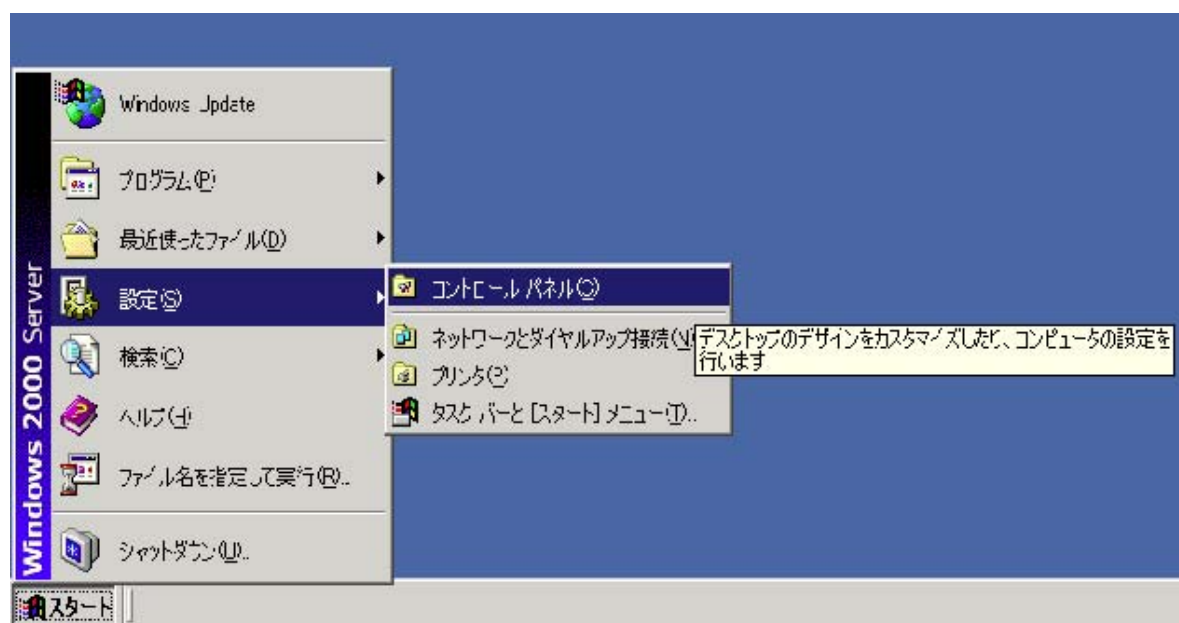 Windows Update
プログラム(P)
最近使ったファイル(D)
設定(S)
検索(C)
ヘルプ(H)
ファイル名を指定して実行(R)...
シャットダウン(U)...
Windows 2000 Server
コントロール パネル(C)
ネットワークとダイヤルアップ接続(N)
プリンタ(P)
タスク バーと [スタート] メニュー(T)...
デスクトップのデザインをカスタマイズしたり、コンピュータの設定を
行います
スタート